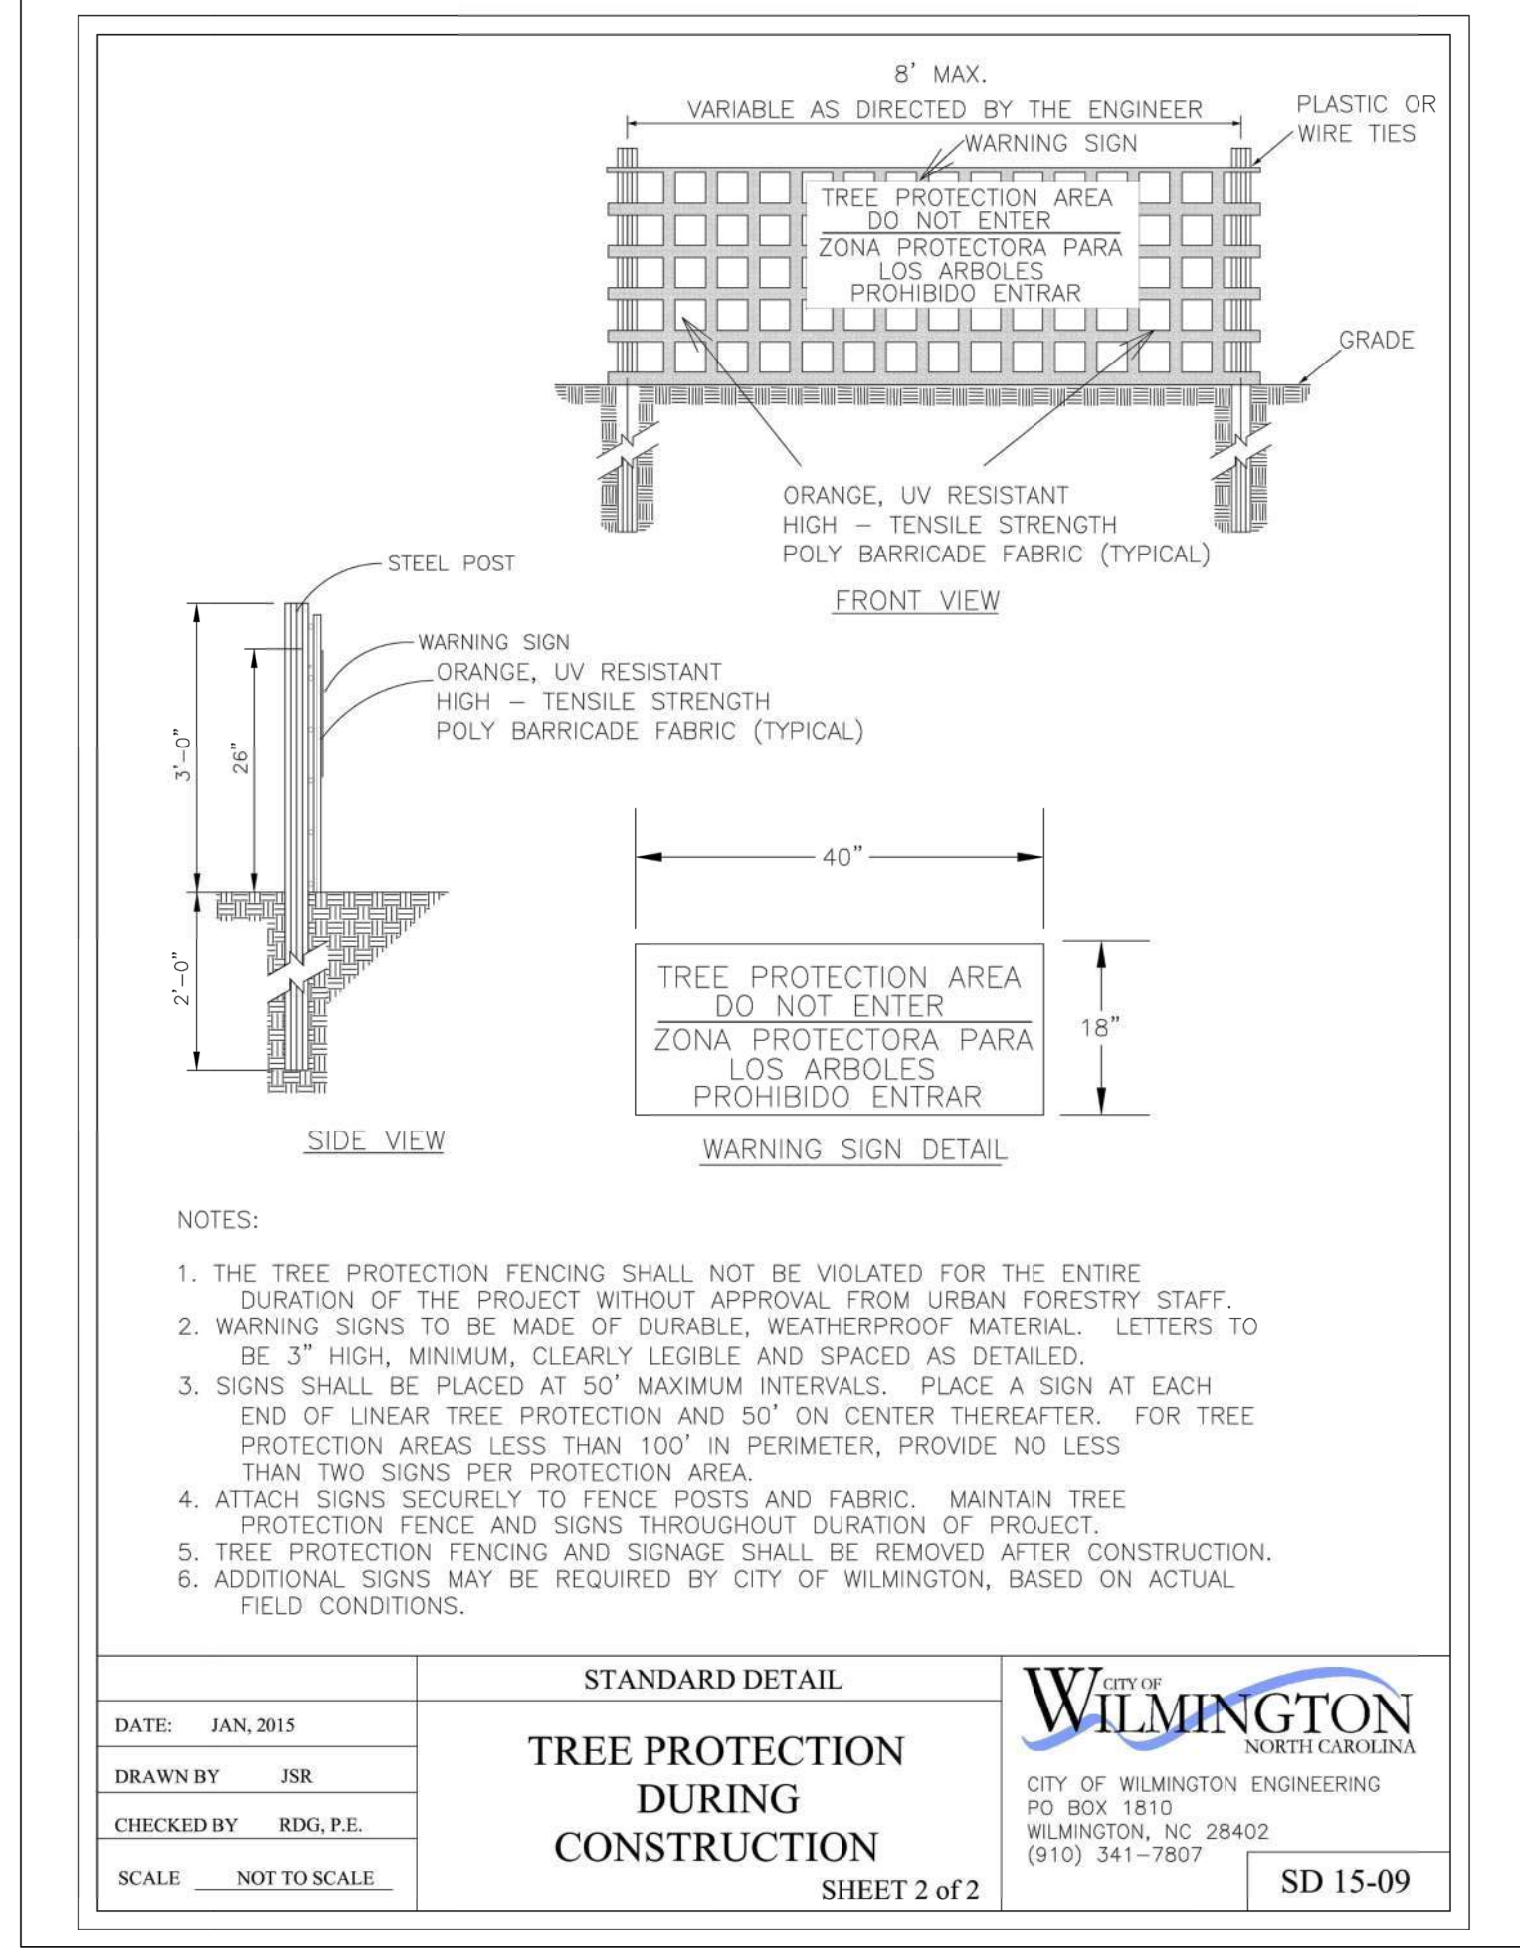 8' MAX.
VARIABLE AS DIRECTED BY THE ENGINEER
PLASTIC OR
WIRE TIES
WARNING SIGN
TREE PROTECTION AREA
DO NOT ENTER
ZONA PROTECTORA PARA
LOS ARBOLES
PROHIBIDO ENTRAR
GRADE
ORANGE, UV RESISTANT
HIGH – TENSILE STRENGTH
POLY BARRICADE FABRIC (TYPICAL)
FRONT VIEW
STEEL POST
WARNING SIGN
ORANGE, UV RESISTANT
HIGH – TENSILE STRENGTH
POLY BARRICADE FABRIC (TYPICAL)
3'–0"
26"
2'–0"
SIDE VIEW
40"
18"
TREE PROTECTION AREA
DO NOT ENTER
ZONA PROTECTORA PARA
LOS ARBOLES
PROHIBIDO ENTRAR
WARNING SIGN DETAIL
NOTES:
1. THE TREE PROTECTION FENCING SHALL NOT BE VIOLATED FOR THE ENTIRE
DURATION OF THE PROJECT WITHOUT APPROVAL FROM URBAN FORESTRY STAFF.
2. WARNING SIGNS TO BE MADE OF DURABLE, WEATHERPROOF MATERIAL. LETTERS TO
BE 3" HIGH, MINIMUM, CLEARLY LEGIBLE AND SPACED AS DETAILED.
3. SIGNS SHALL BE PLACED AT 50' MAXIMUM INTERVALS. PLACE A SIGN AT EACH
END OF LINEAR TREE PROTECTION AND 50' ON CENTER THEREAFTER. FOR TREE
PROTECTION AREAS LESS THAN 100' IN PERIMETER, PROVIDE NO LESS
THAN TWO SIGNS PER PROTECTION AREA.
4. ATTACH SIGNS SECURELY TO FENCE POSTS AND FABRIC. MAINTAIN TREE
PROTECTION FENCE AND SIGNS THROUGHOUT DURATION OF PROJECT.
5. TREE PROTECTION FENCING AND SIGNAGE SHALL BE REMOVED AFTER CONSTRUCTION.
6. ADDITIONAL SIGNS MAY BE REQUIRED BY CITY OF WILMINGTON, BASED ON ACTUAL
FIELD CONDITIONS.
DATE: JAN, 2015
DRAWN BY JSR
CHECKED BY RDG, P.E.
SCALE NOT TO SCALE
STANDARD DETAIL
TREE PROTECTION
DURING
CONSTRUCTION
SHEET 2 of 2
CITY OF
WILMINGTON
NORTH CAROLINA
CITY OF WILMINGTON ENGINEERING
PO BOX 1810
WILMINGTON, NC 28402
(910) 341–7807
SD 15-09